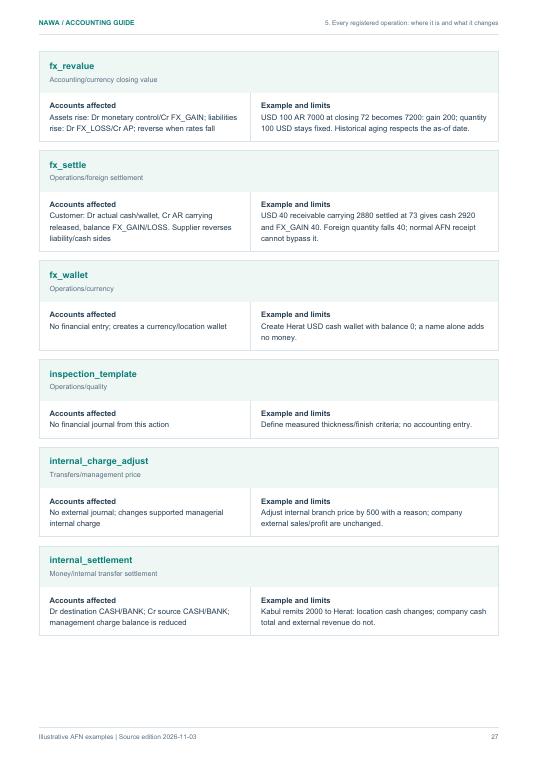 NAWA / ACCOUNTING GUIDE
5. Every registered operation: where it is and what it changes
fx_revalue
Accounting/currency closing value
Accounts affected
Assets rise: Dr monetary control/Cr FX_GAIN; liabilities
rise: Dr FX_LOSS/Cr AP; reverse when rates fall
Example and limits
USD 100 AR 7000 at closing 72 becomes 7200: gain 200; quantity
100 USD stays fixed. Historical aging respects the as-of date.
fx_settle
Operations/foreign settlement
Accounts affected
Customer: Dr actual cash/wallet, Cr AR carrying
released, balance FX_GAIN/LOSS. Supplier reverses
liability/cash sides
Example and limits
USD 40 receivable carrying 2880 settled at 73 gives cash 2920
and FX_GAIN 40. Foreign quantity falls 40; normal AFN receipt
cannot bypass it.
fx_wallet
Operations/currency
Accounts affected
No financial entry; creates a currency/location wallet
Example and limits
Create Herat USD cash wallet with balance 0; a name alone adds
no money.
inspection_template
Operations/quality
Accounts affected
No financial journal from this action
Example and limits
Define measured thickness/finish criteria; no accounting entry.
internal_charge_adjust
Transfers/management price
Accounts affected
No external journal; changes supported managerial
internal charge
Example and limits
Adjust internal branch price by 500 with a reason; company
external sales/profit are unchanged.
internal_settlement
Money/internal transfer settlement
Accounts affected
Dr destination CASH/BANK; Cr source CASH/BANK;
management charge balance is reduced
Example and limits
Kabul remits 2000 to Herat: location cash changes; company cash
total and external revenue do not.
Illustrative AFN examples | Source edition 2026-11-03
27